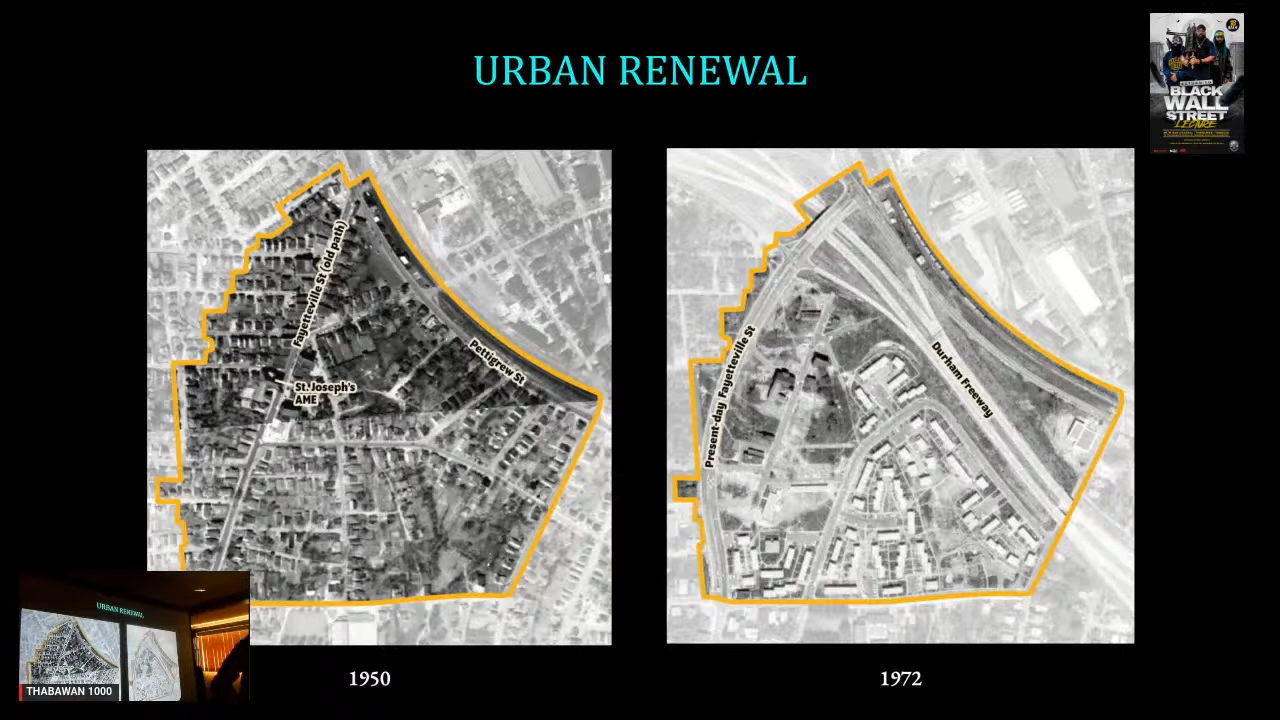 URBAN RENEWAL
BLACK
WALL
STREET
LECTURE
Fayetteville St (old path)
Pettigrew St
St. Joseph's
AME
Present-day Fayetteville St
Durham Freeway
URBAN RENEWAL
THABAWAN 1000
1950
1972